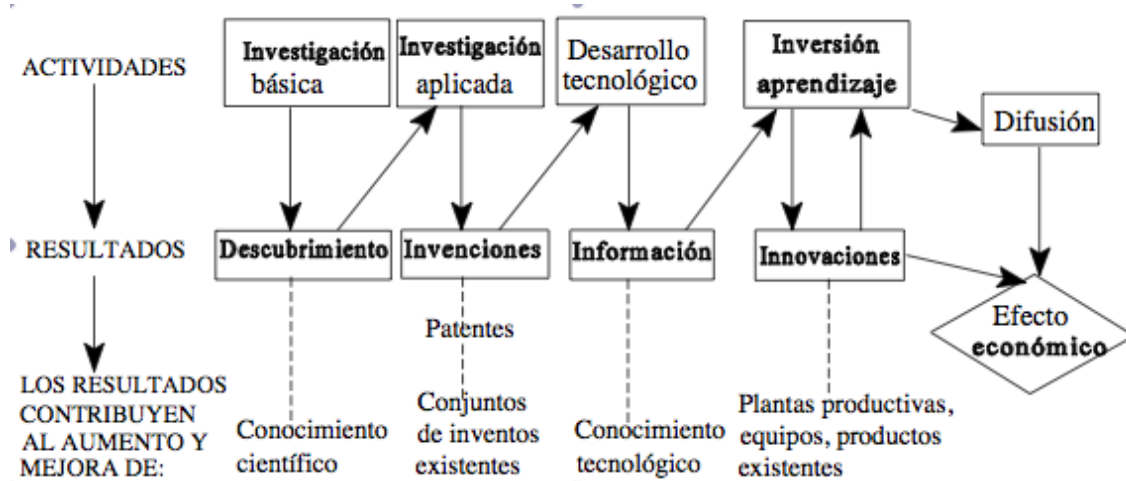 ACTIVIDADES
Investigación
básica
Investigación
aplicada
Desarrollo
tecnológico
Inversión
aprendizaje
Difusión
RESULTADOS
Descubrimiento
Invenciones
Información
Innovaciones
Efecto
económico
Patentes
LOS RESULTADOS
CONTRIBUYEN
AL AUMENTO Y
MEJORA DE:
Conocimiento
científico
Conjuntos
de inventos
existentes
Conocimiento
tecnológico
Plantas productivas,
equipos, productos
existentes